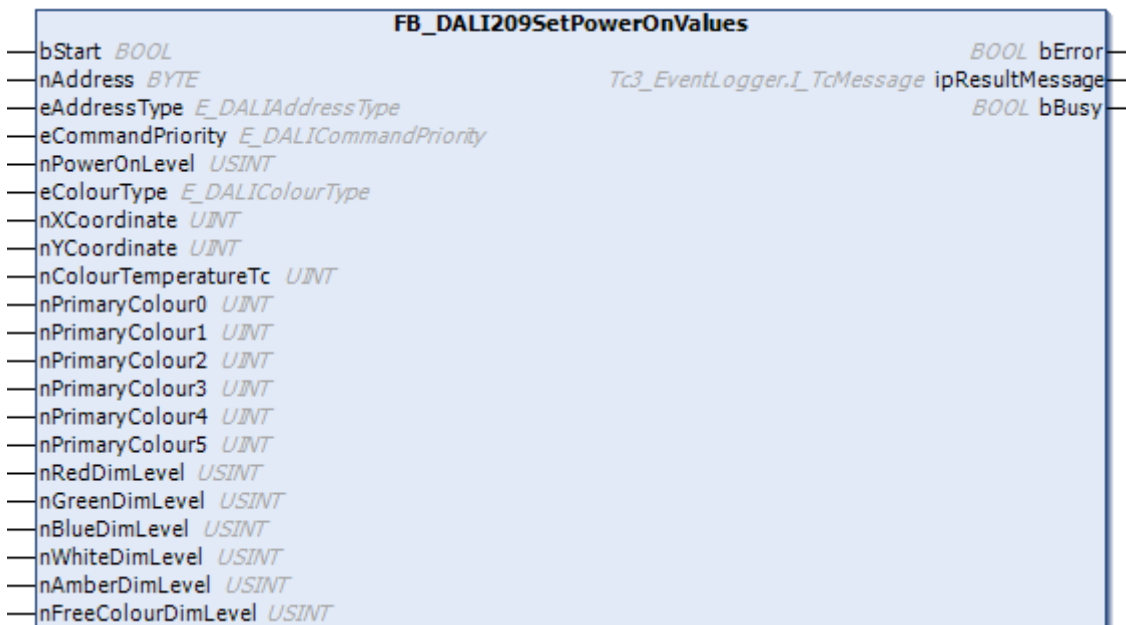 FB_DALI209SetPowerOnValues
bStart BOOL BOOL bError
nAddress BYTE Tc3_EventLogger.I_TcMessage ipResultMessage
eAddressType E_DALIAddressType BOOL bBusy
eCommandPriority E_DALICommandPriority
nPowerOnLevel USINT
eColourType E_DALIColourType
nXCoordinate UINT
nYCoordinate UINT
nColourTemperatureTc UINT
nPrimaryColour0 UINT
nPrimaryColour1 UINT
nPrimaryColour2 UINT
nPrimaryColour3 UINT
nPrimaryColour4 UINT
nPrimaryColour5 UINT
nRedDimLevel USINT
nGreenDimLevel USINT
nBlueDimLevel USINT
nWhiteDimLevel USINT
nAmberDimLevel USINT
nFreeColourDimLevel USINT